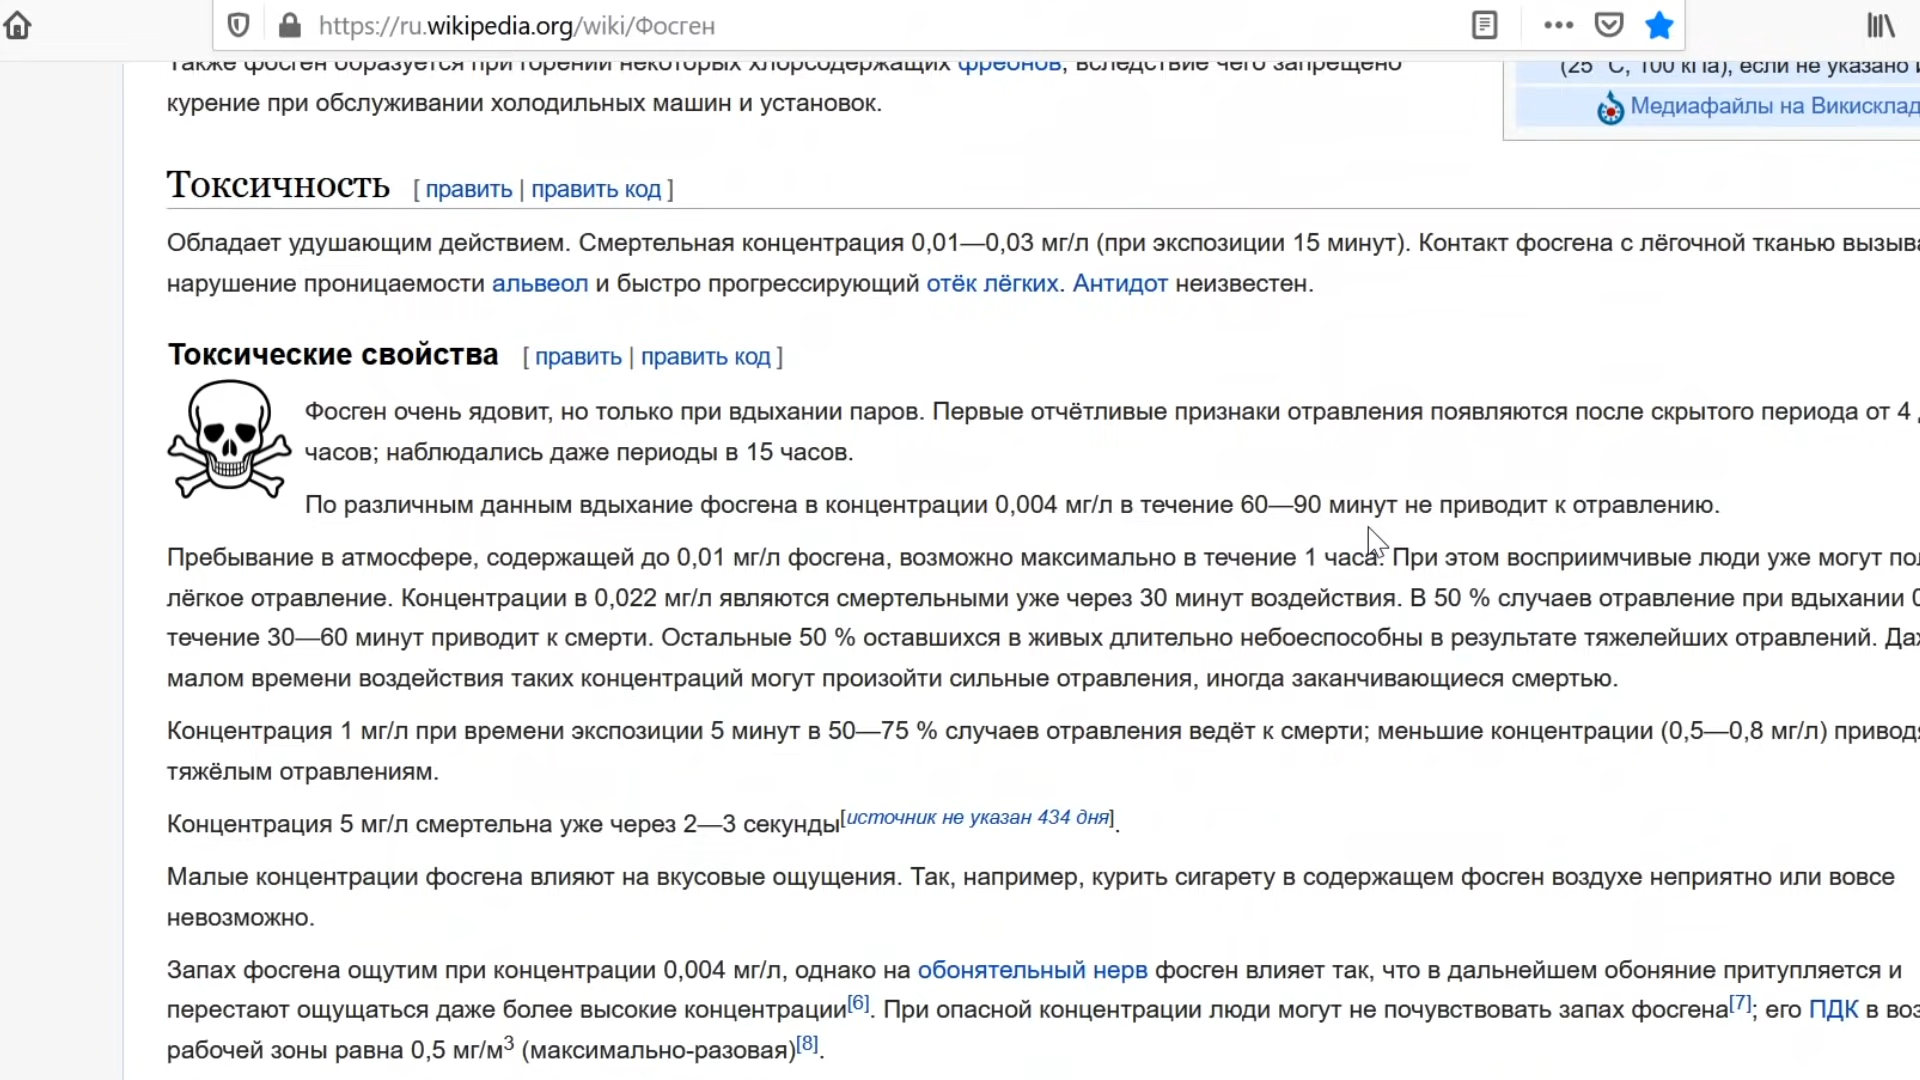 https://ru.wikipedia.org/wiki/Фосген
Также фосген образуется при горении некоторых хлорсодержащих фреонов, вследствие чего запрещено
курение при обслуживании холодильных машин и установок.
(25 °C, 100 кПа), если не указано
Медиафайлы на Викисклад
Токсичность [ править | править код ]
Обладает удушающим действием. Смертельная концентрация 0,01—0,03 мг/л (при экспозиции 15 минут). Контакт фосгена с лёгочной тканью вызыва
нарушение проницаемости альвеол и быстро прогрессирующий отёк лёгких. Антидот неизвестен.
Токсические свойства [ править | править код ]
Фосген очень ядовит, но только при вдыхании паров. Первые отчётливые признаки отравления появляются после скрытого периода от 4
часов; наблюдались даже периоды в 15 часов.
По различным данным вдыхание фосгена в концентрации 0,004 мг/л в течение 60—90 минут не приводит к отравлению.
Пребывание в атмосфере, содержащей до 0,01 мг/л фосгена, возможно максимально в течение 1 часа. При этом восприимчивые люди уже могут пол
лёгкое отравление. Концентрации в 0,022 мг/л являются смертельными уже через 30 минут воздействия. В 50 % случаев отравление при вдыхании 0
течение 30—60 минут приводит к смерти. Остальные 50 % оставшихся в живых длительно небоеспособны в результате тяжелейших отравлений. Даж
малом времени воздействия таких концентраций могут произойти сильные отравления, иногда заканчивающиеся смертью.
Концентрация 1 мг/л при времени экспозиции 5 минут в 50—75 % случаев отравления ведёт к смерти; меньшие концентрации (0,5—0,8 мг/л) приводя
тяжёлым отравлениям.
Концентрация 5 мг/л смертельна уже через 2—3 секунды[источник не указан 434 дня].
Малые концентрации фосгена влияют на вкусовые ощущения. Так, например, курить сигарету в содержащем фосген воздухе неприятно или вовсе
невозможно.
Запах фосгена ощутим при концентрации 0,004 мг/л, однако на обонятельный нерв фосген влияет так, что в дальнейшем обоняние притупляется и
перестают ощущаться даже более высокие концентрации[6]. При опасной концентрации люди могут не почувствовать запах фосгена[7]; его ПДК в воз
рабочей зоны равна 0,5 мг/м³ (максимально-разовая)[8].